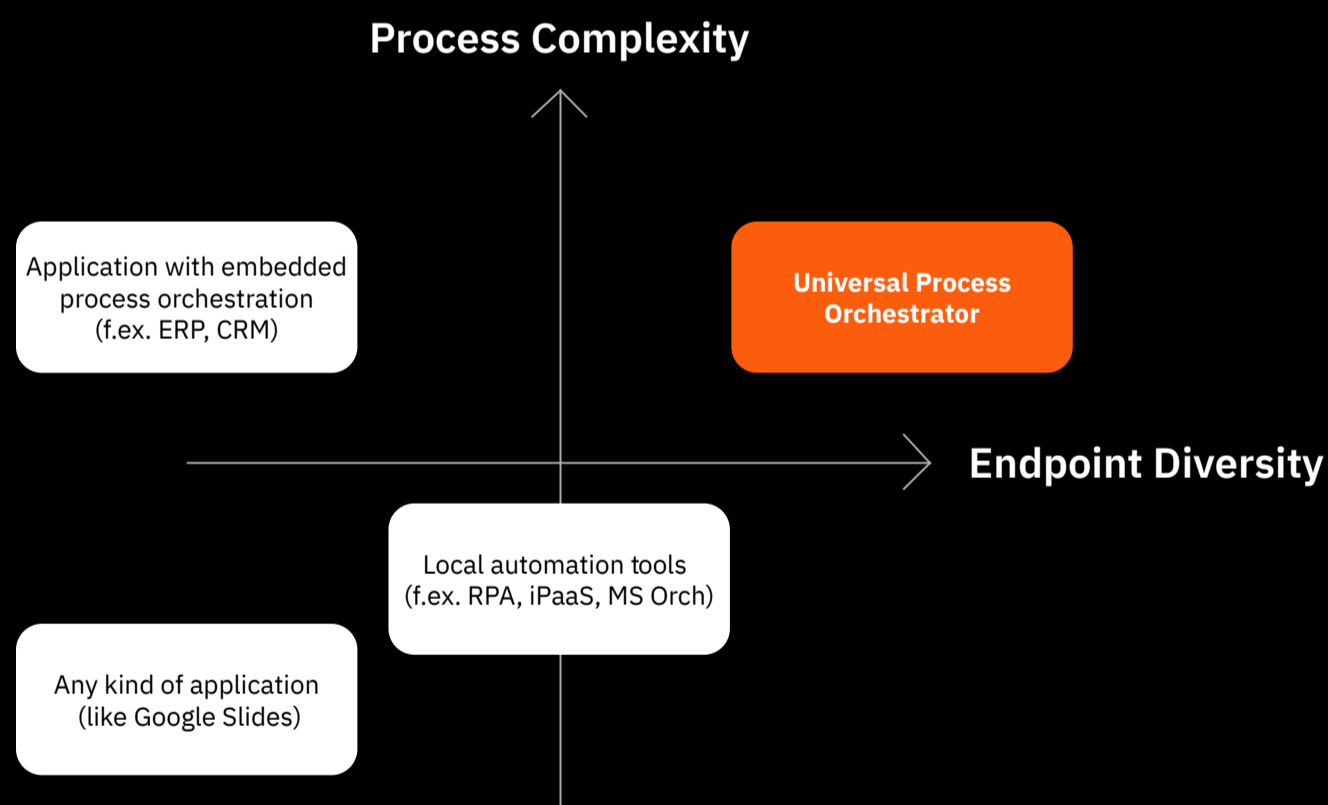 Process Complexity
Application with embedded
process orchestration
(f.ex. ERP, CRM)
Universal Process
Orchestrator
Endpoint Diversity
Local automation tools
(f.ex. RPA, iPaaS, MS Orch)
Any kind of application
(like Google Slides)